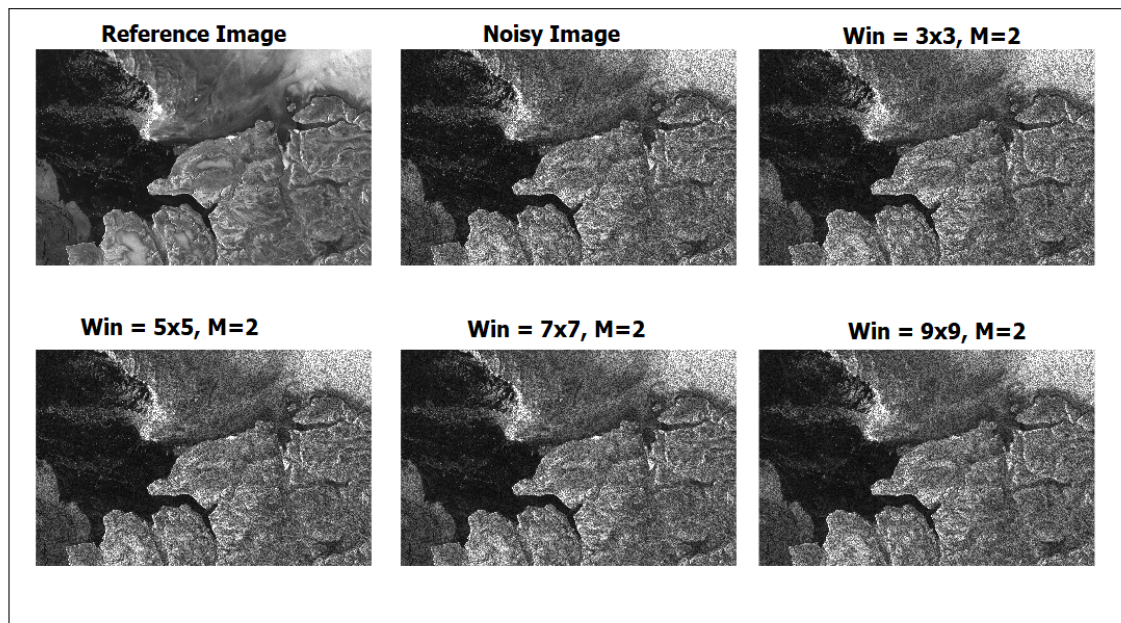 Reference Image
Noisy Image
Win = 3x3, M=2
Win = 5x5, M=2
Win = 7x7, M=2
Win = 9x9, M=2